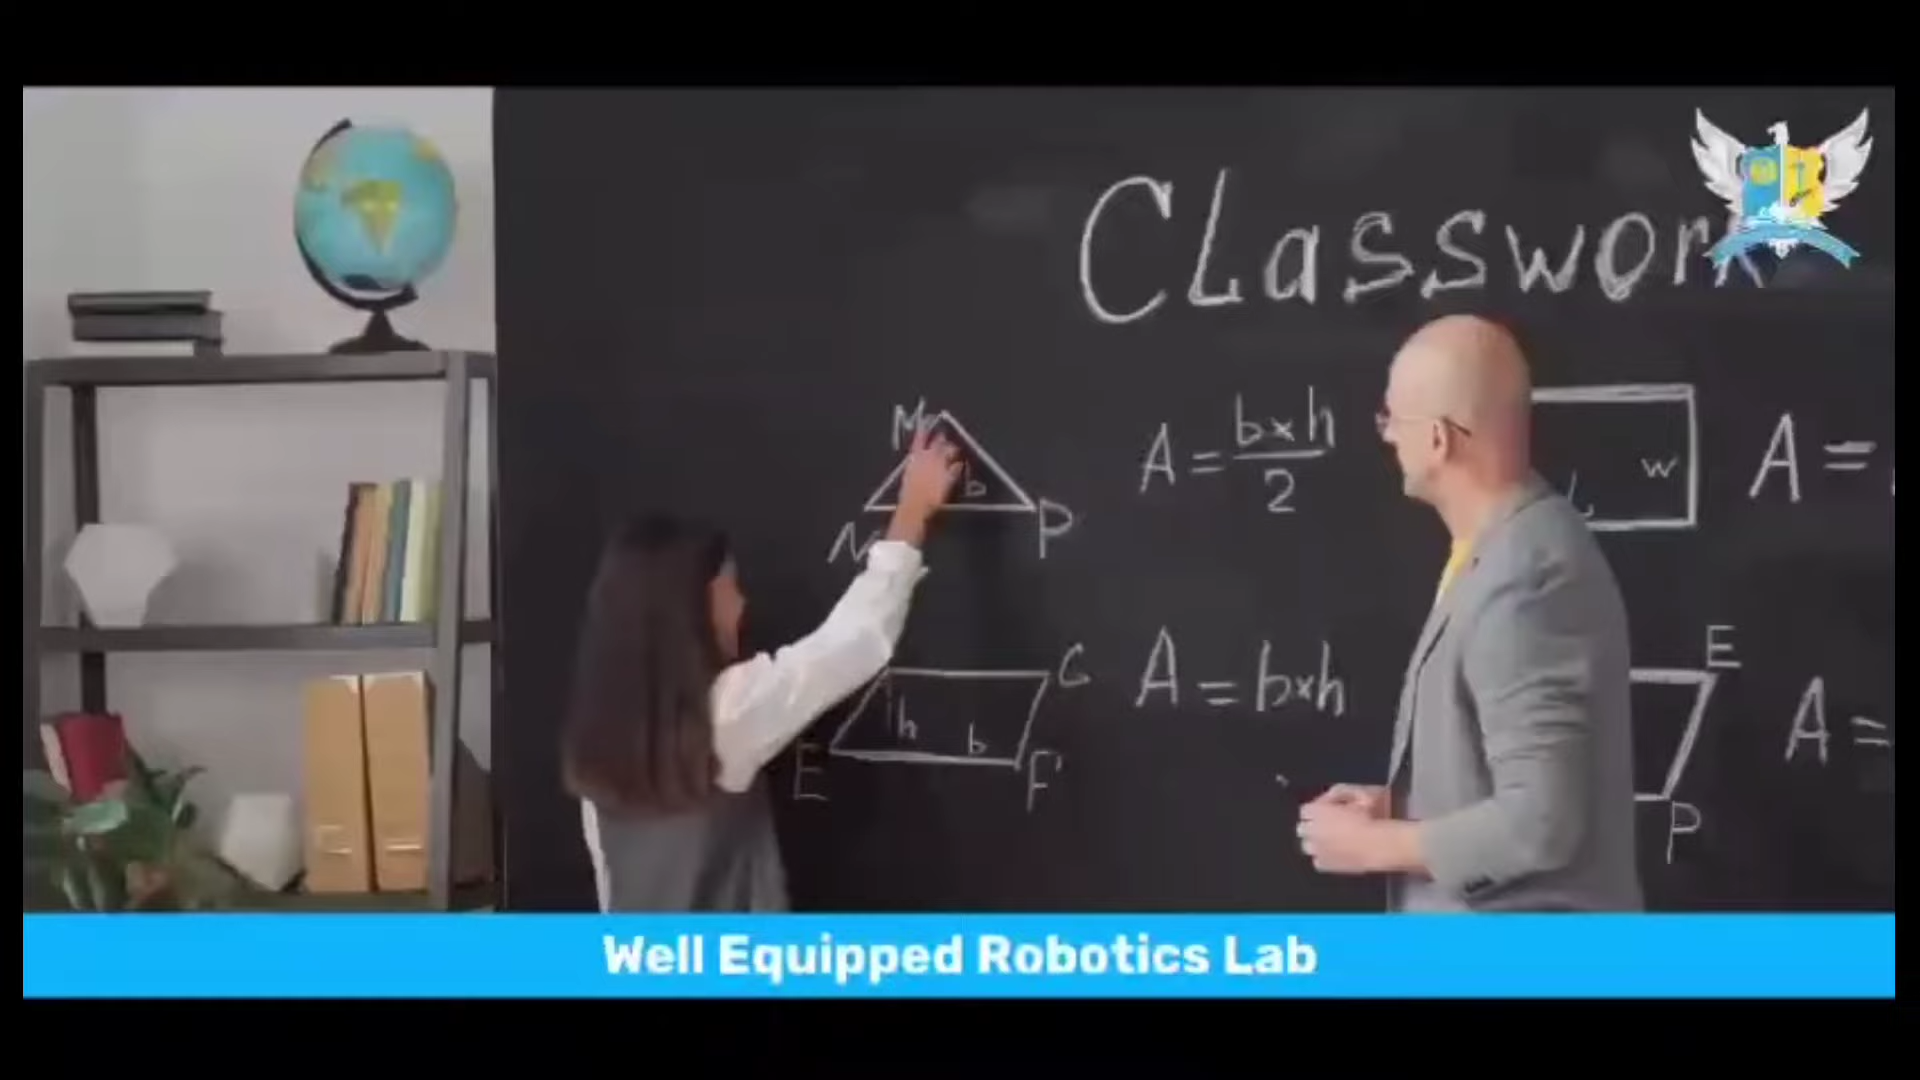 Classwork
M
b
N
P
A = b×h/2
L
w
A =
C
h
b
E
F
A = b×h
E
P
A =
Well Equipped Robotics Lab